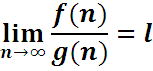 lim n→∞ f(n)/g(n) = l